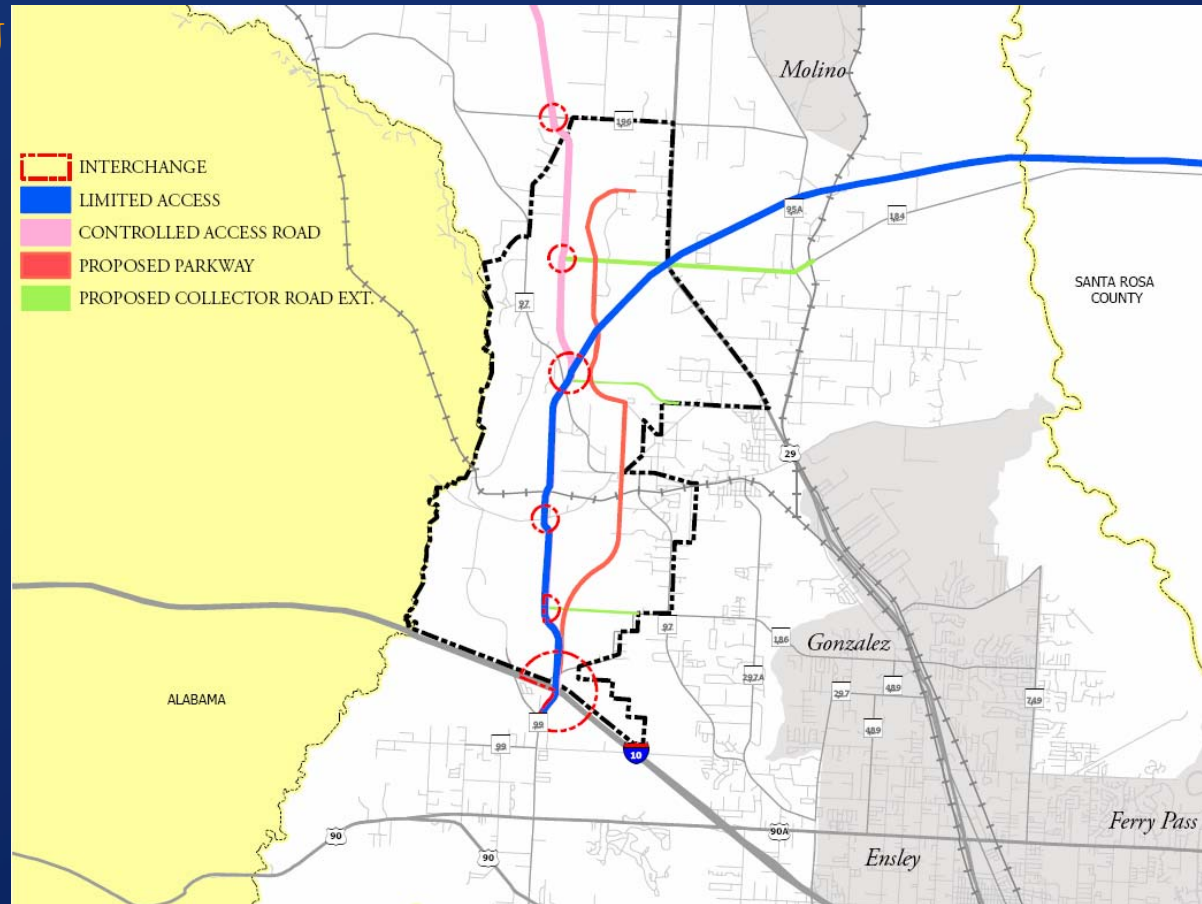 Molino
196
INTERCHANGE
LIMITED ACCESS
CONTROLLED ACCESS ROAD
PROPOSED PARKWAY
PROPOSED COLLECTOR ROAD EXT.
95A
184
97
SANTA ROSA
COUNTY
29
97
186
Gonzalez
297A
297
489
749
ALABAMA
99
489
99
10
90
90A
Ferry Pass
90
Ensley